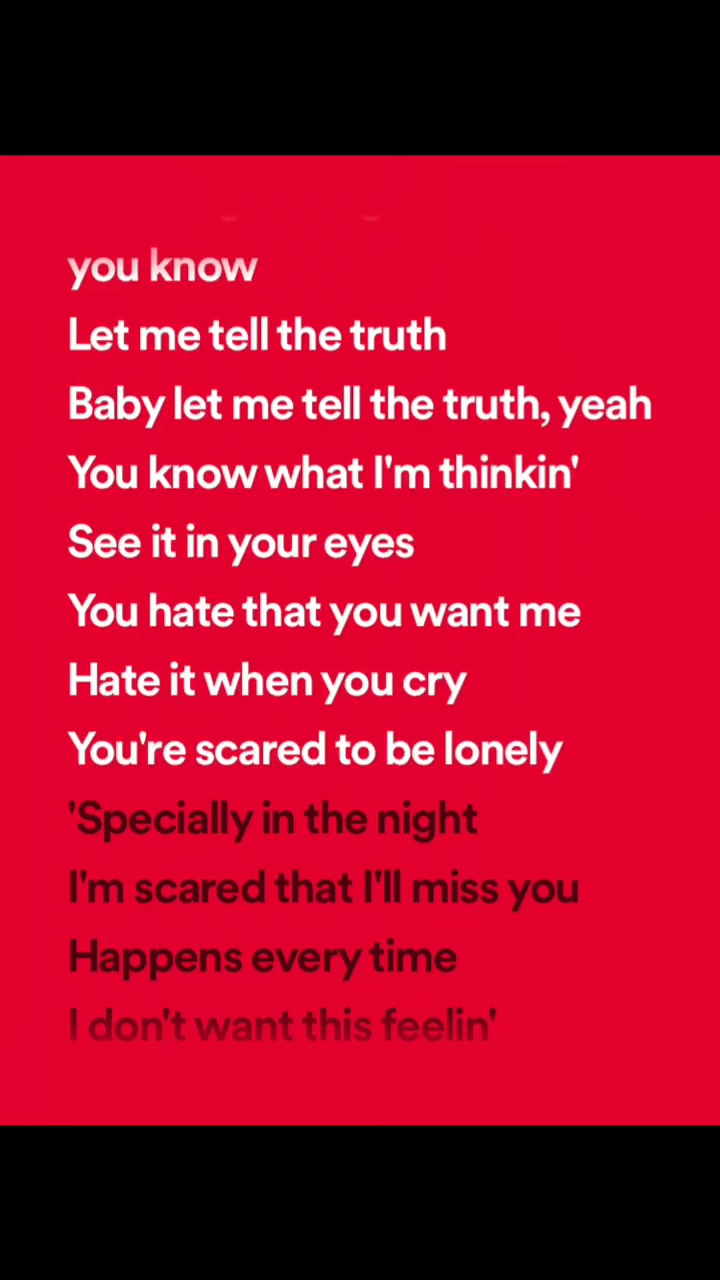 you know
Let me tell the truth
Baby let me tell the truth, yeah
You know what I'm thinkin'
See it in your eyes
You hate that you want me
Hate it when you cry
You're scared to be lonely
'Specially in the night
I'm scared that I'll miss you
Happens every time
I don't want this feelin'